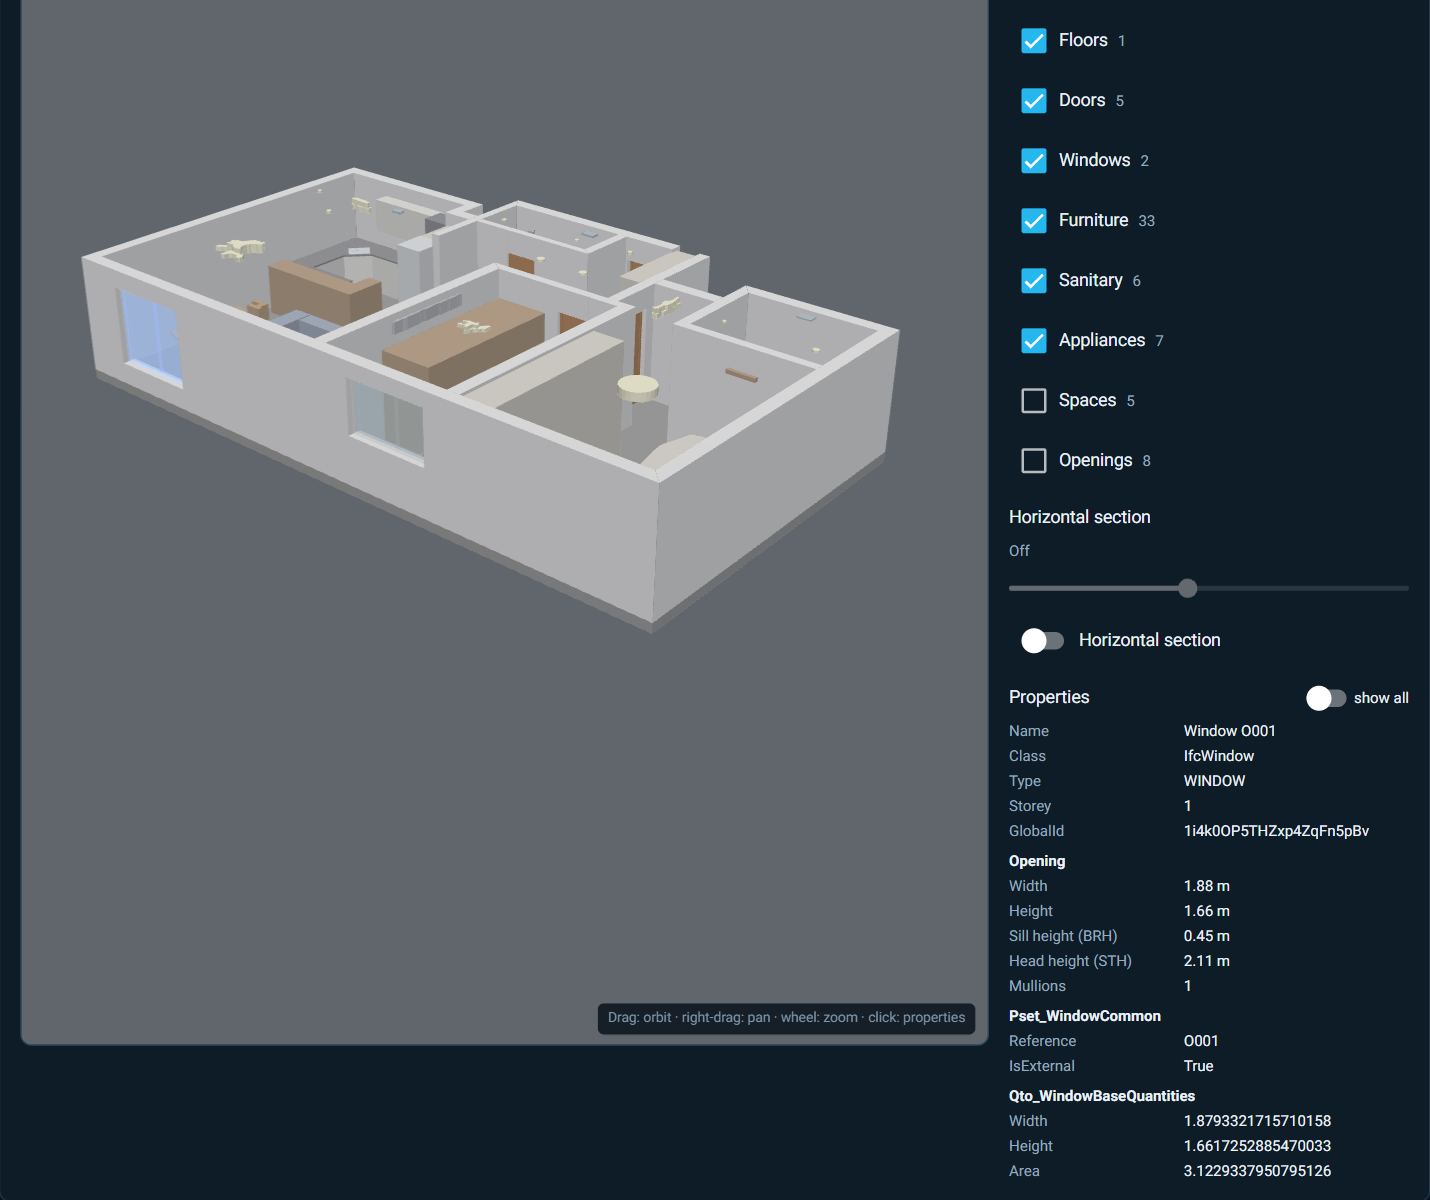 Floors 1
Doors 5
Windows 2
Furniture 33
Sanitary 6
Appliances 7
Spaces 5
Openings 8
Horizontal section
Off
Horizontal section
Properties show all
Name Window O001
Class IfcWindow
Type WINDOW
Storey 1
GlobalId 1i4k0OP5THZxp4ZqFn5pBv
Opening
Width 1.88 m
Height 1.66 m
Sill height (BRH) 0.45 m
Head height (STH) 2.11 m
Mullions 1
Pset_WindowCommon
Reference O001
IsExternal True
Qto_WindowBaseQuantities
Width 1.8793321715710158
Height 1.6617252885470033
Area 3.1229337950795126
Drag: orbit · right-drag: pan · wheel: zoom · click: properties